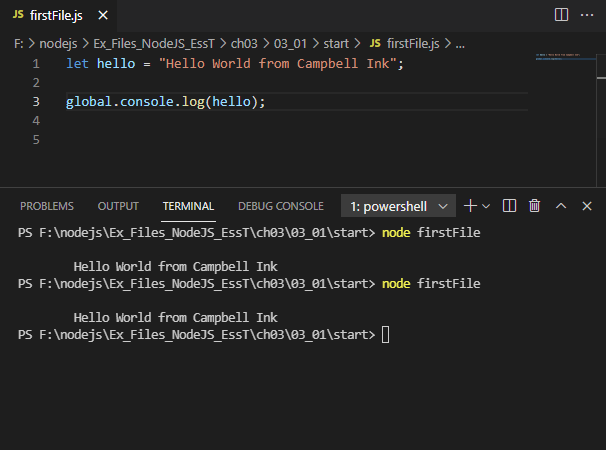 JS firstFile.js
F: > nodejs > Ex_Files_NodeJS_EssT > ch03 > 03_01 > start > JS firstFile.js > ...
1 let hello = "Hello World from Campbell Ink";
2
3 global.console.log(hello);
4
5
PROBLEMS OUTPUT TERMINAL DEBUG CONSOLE 1: powershell
PS F:\nodejs\Ex_Files_NodeJS_EssT\ch03\03_01\start> node firstFile
Hello World from Campbell Ink
PS F:\nodejs\Ex_Files_NodeJS_EssT\ch03\03_01\start> node firstFile
Hello World from Campbell Ink
PS F:\nodejs\Ex_Files_NodeJS_EssT\ch03\03_01\start>